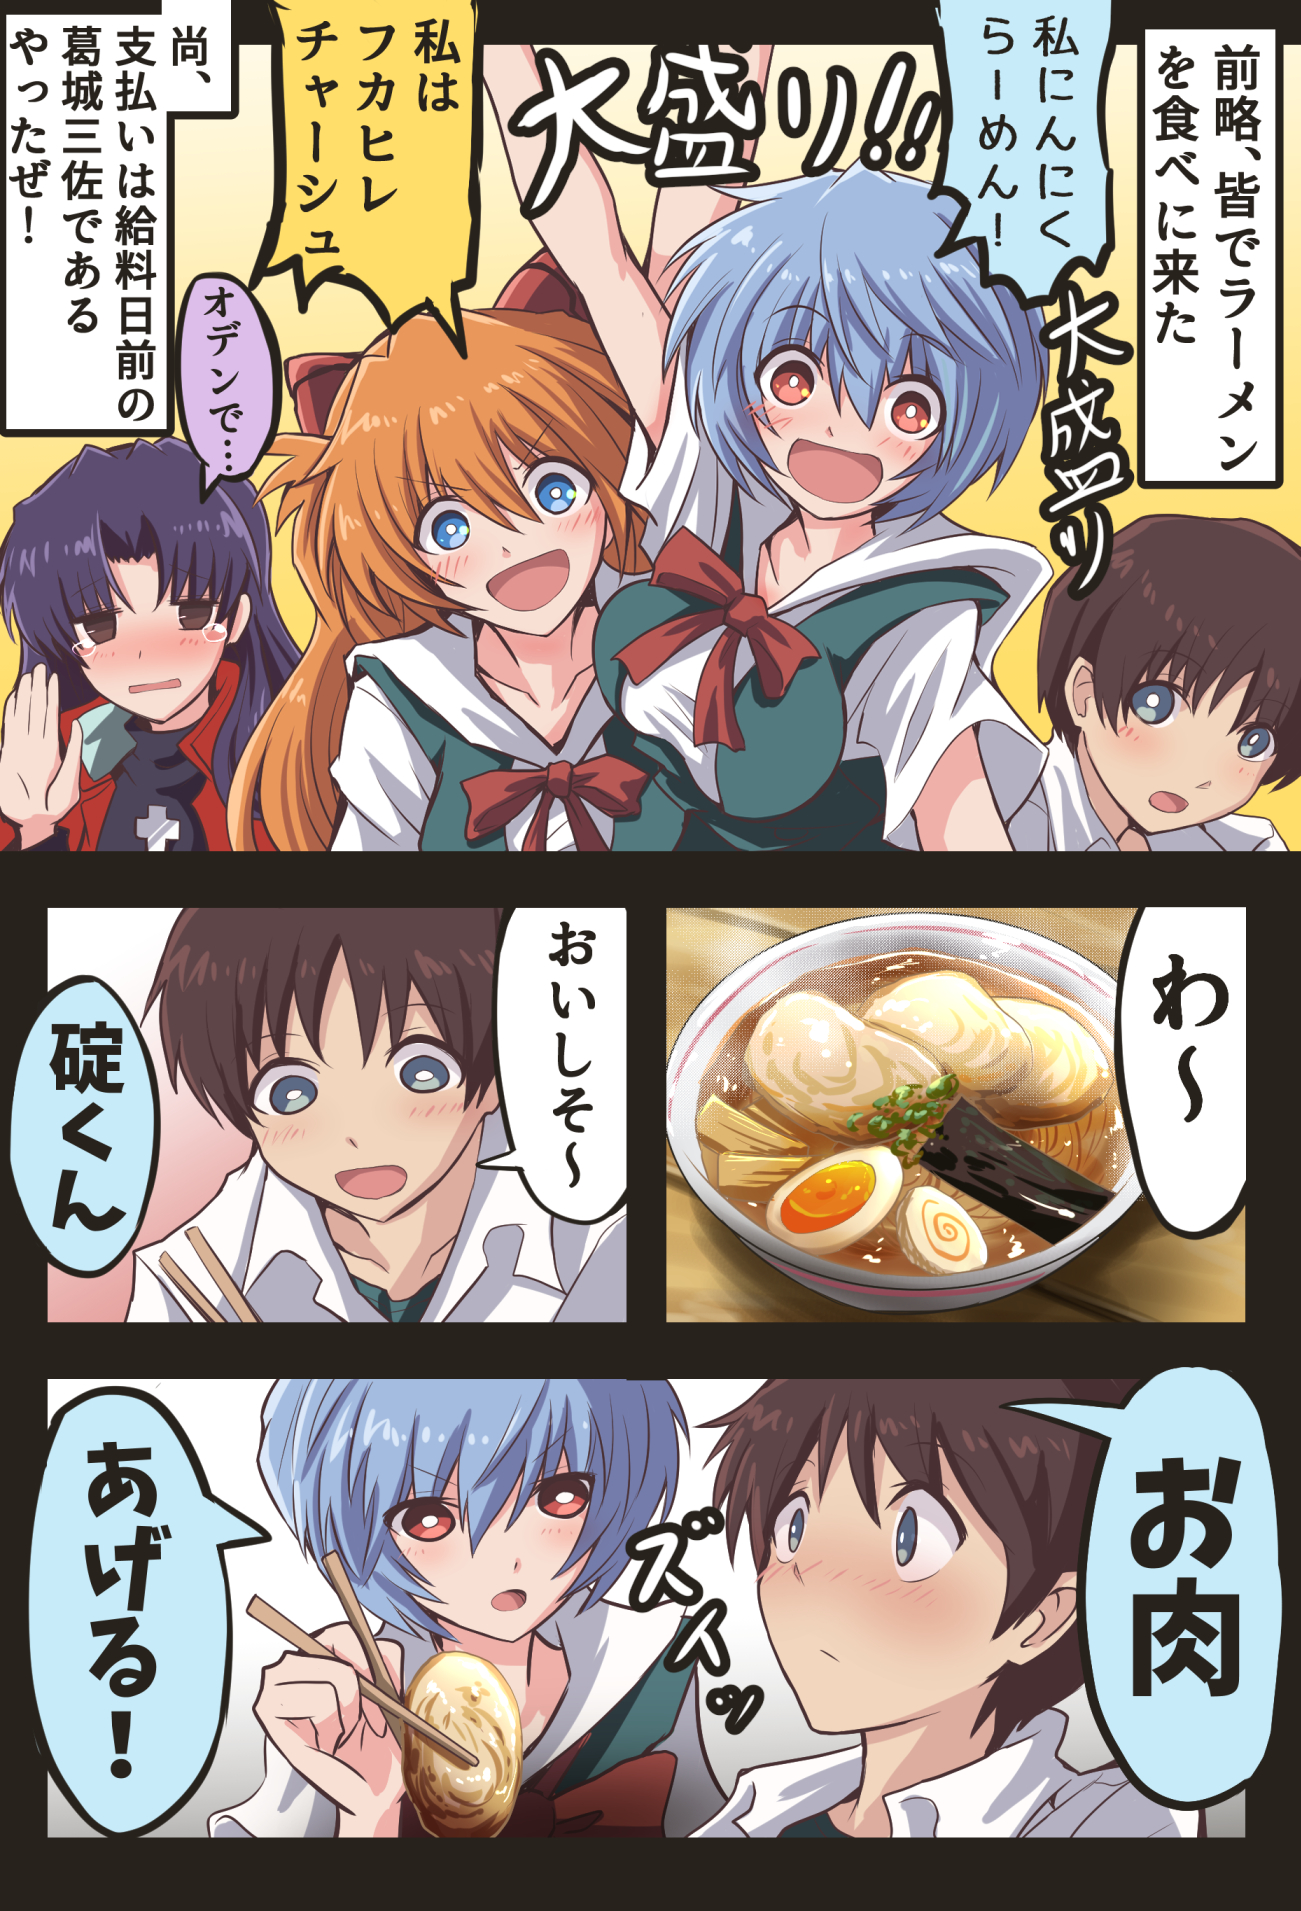 前略、皆でラーメン
を食べに来た
私にんにく
らーめん!
大盛り
大盛り!!
私は
フカヒレ
チャーシュ
オデンで…
尚、
支払いは給料日前の
葛城三佐である
やったぜ!
わ〜
おいしそ〜
碇くん
お肉
ズイッ
あげる!